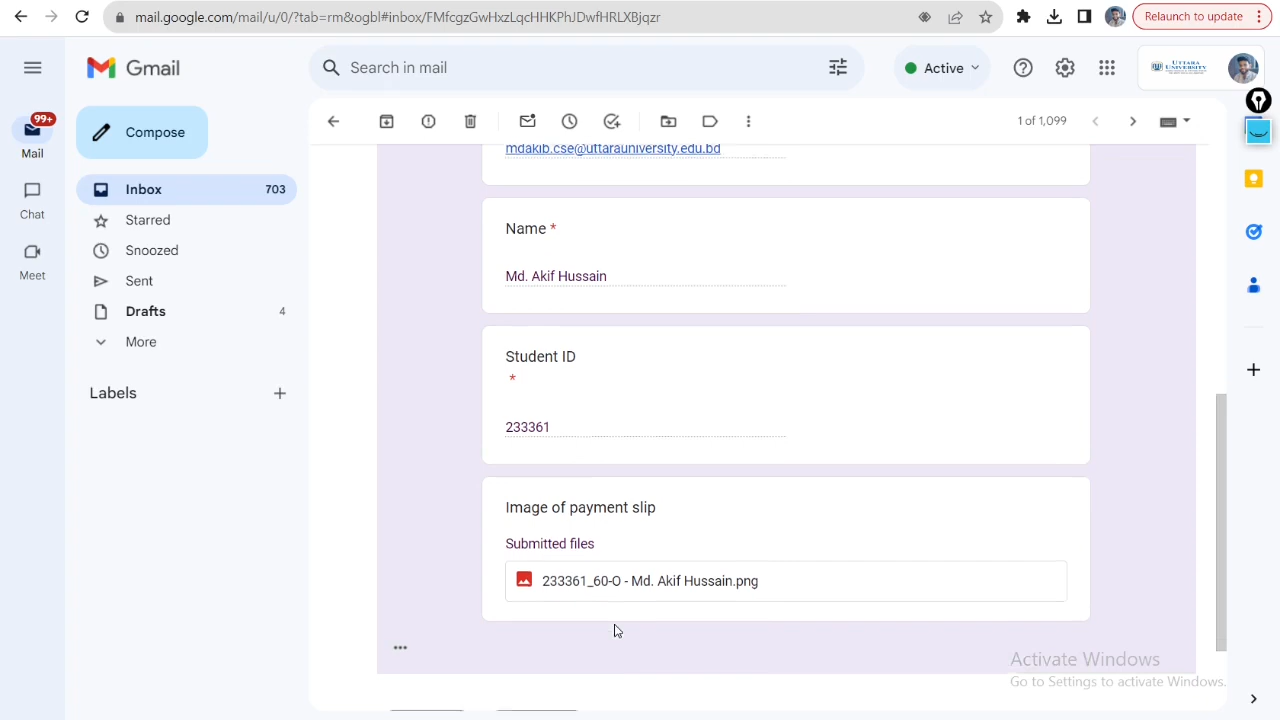 mail.google.com/mail/u/0/?tab=rm&ogbl#inbox/FMfcgzGwHxzLqcHHKPhJDwfHRLXBjqzr
Relaunch to update
Gmail
Search in mail
Active
UTTARA
UNIVERSITY
Compose
1 of 1,099
99+
Mail
Inbox 703
Starred
Chat
Snoozed
Meet
Sent
Drafts 4
More
Labels
mdakib.cse@uttarauniversity.edu.bd
Name *
Md. Akif Hussain
Student ID
*
233361
Image of payment slip
Submitted files
233361_60-O - Md. Akif Hussain.png
Activate Windows
Go to Settings to activate Windows.